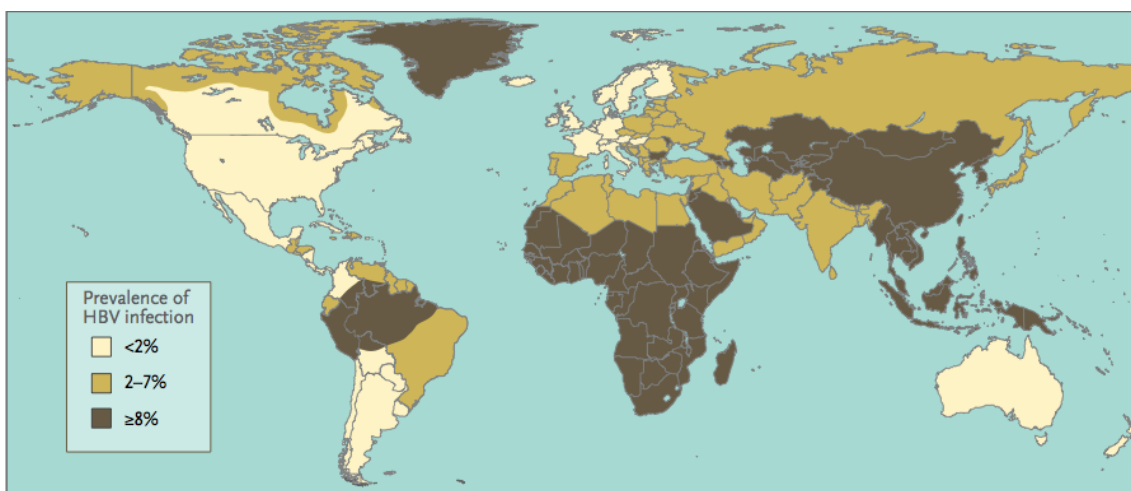 Prevalence of
HBV infection
<2%
2–7%
≥8%